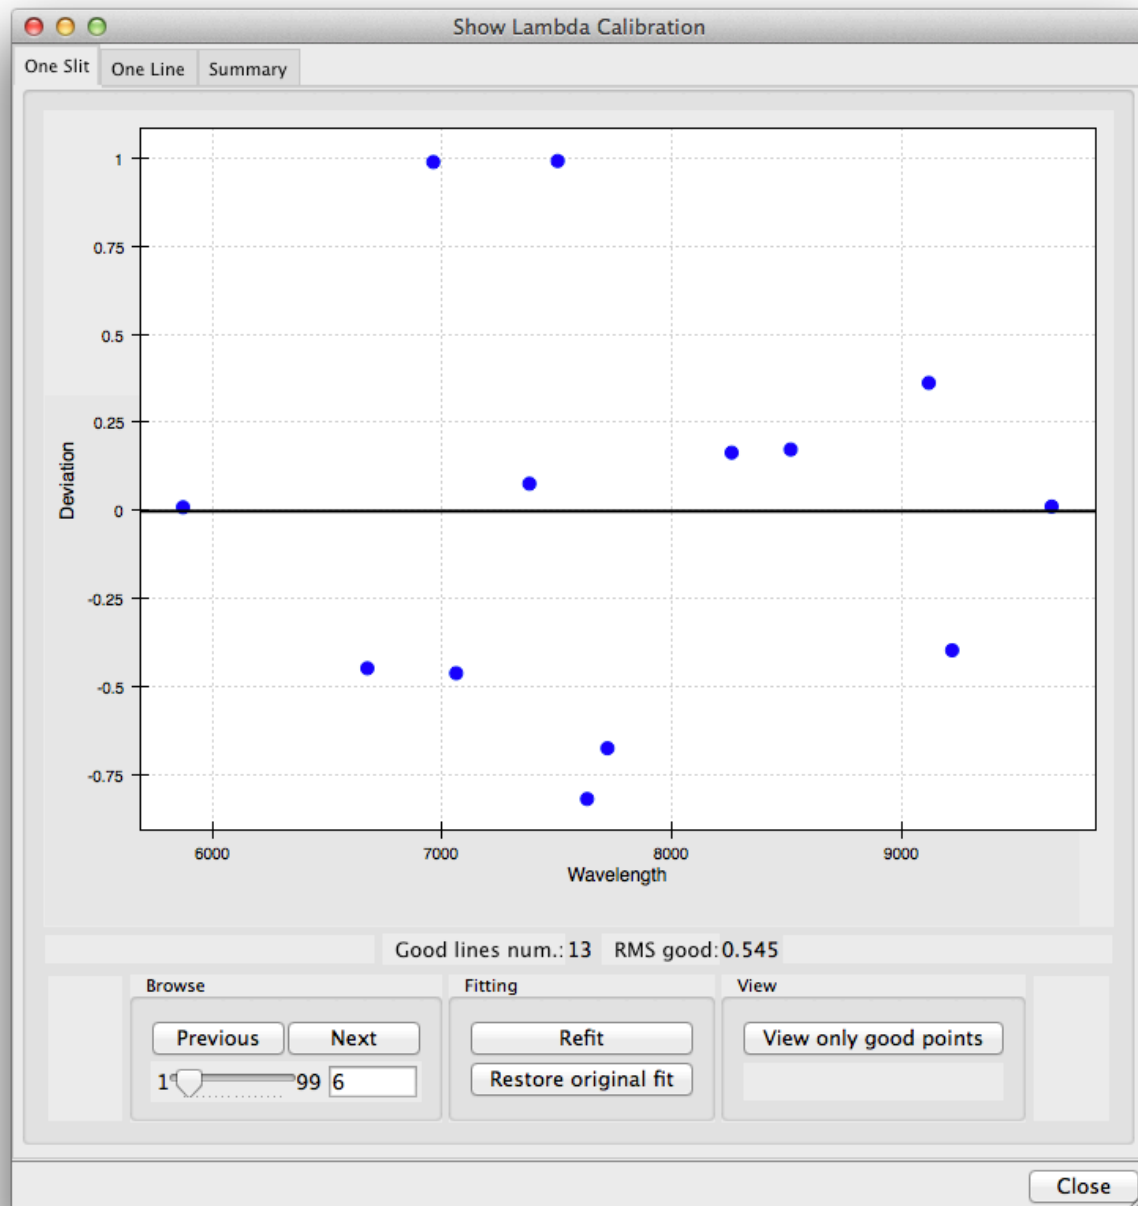 Show Lambda Calibration
One Slit One Line Summary
1
0.75
0.5
0.25
0
-0.25
-0.5
-0.75
Deviation
6000 7000 8000 9000
Wavelength
Good lines num.: 13 RMS good: 0.545
Browse Fitting View
Previous Next Refit View only good points
1 99 6 Restore original fit
Close